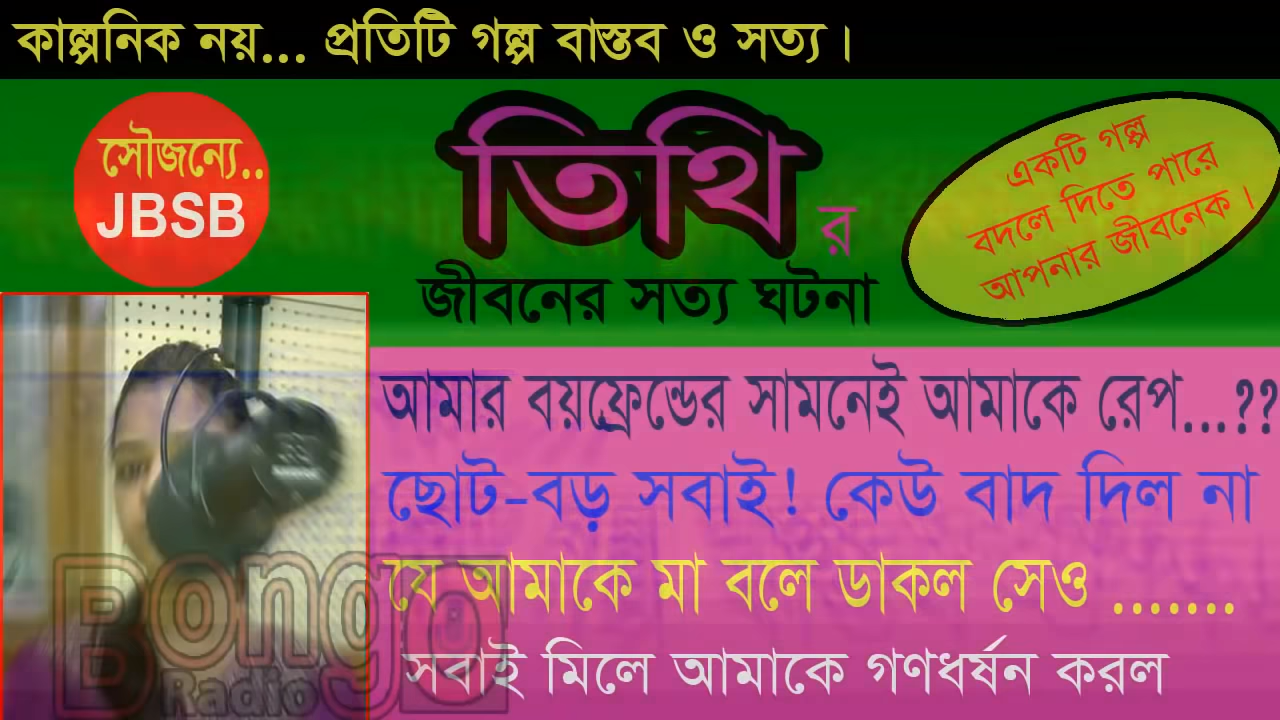 কাল্পনিক নয়... প্রতিটি গল্প বাস্তব ও সত্য।
সৌজন্যে..
JBSB
তিথি র
জীবনের সত্য ঘটনা
একটি গল্প
বদলে দিতে পারে
আপনার জীবনেক।
আমার বয়ফ্রেন্ডের সামনেই আমাকে রেপ...??
ছোট-বড় সবাই! কেউ বাদ দিল না
যে আমাকে মা বলে ডাকল সেও .......
সবাই মিলে আমাকে গণধর্ষন করল
Bongo
Radio